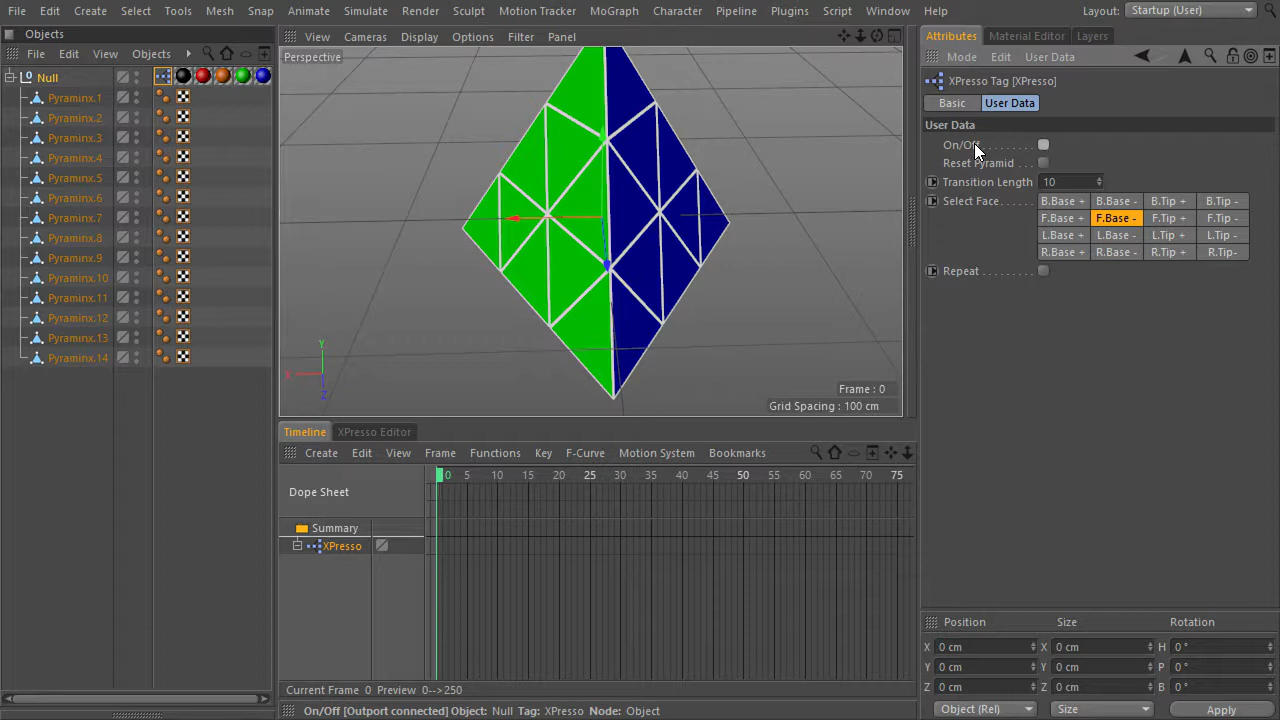 File Edit Create Select Tools Mesh Snap Animate Simulate Render Sculpt Motion Tracker MoGraph Character Pipeline Plugins Script Window Help Layout: Startup (User)
Objects
File Edit View Objects
Null
Pyraminx.1
Pyraminx.2
Pyraminx.3
Pyraminx.4
Pyraminx.5
Pyraminx.6
Pyraminx.7
Pyraminx.8
Pyraminx.9
Pyraminx.10
Pyraminx.11
Pyraminx.12
Pyraminx.13
Pyraminx.14
View Cameras Display Options Filter Panel
Perspective
Y
X
Z
Frame : 0
Grid Spacing : 100 cm
Timeline XPresso Editor
Create Edit View Frame Functions Key F-Curve Motion System Bookmarks
0 5 10 15 20 25 30 35 40 45 50 55 60 65 70 75
Dope Sheet
Summary
XPresso
Current Frame 0 Preview 0-->250
On/Off [Outport connected] Object: Null Tag: XPresso Node: Object
Attributes Material Editor Layers
Mode Edit User Data
XPresso Tag [XPresso]
Basic User Data
User Data
On/Off
Reset Pyramid . . .
Transition Length 10
Select Face. . . . . B.Base + B.Base - B.Tip + B.Tip -
F.Base + F.Base - F.Tip + F.Tip -
L.Base + L.Base - L.Tip + L.Tip -
R.Base + R.Base - R.Tip + R.Tip-
Repeat . . . . . . . .
Position Size Rotation
X 0 cm X 0 cm H 0 °
Y 0 cm Y 0 cm P 0 °
Z 0 cm Z 0 cm B 0 °
Object (Rel) Size Apply